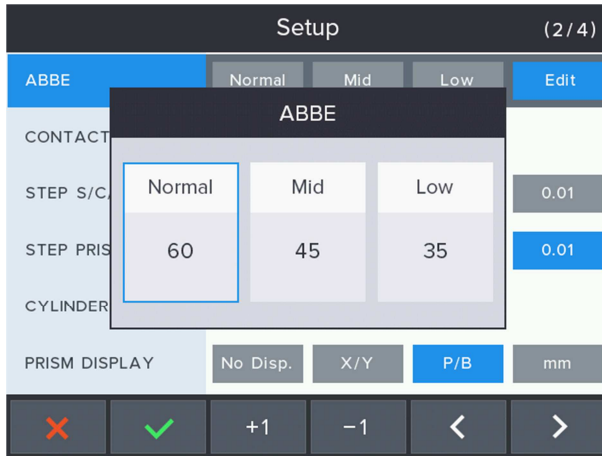 Setup (2/4)
ABBE Normal Mid Low Edit
ABBE
CONTACT
Normal Mid Low
STEP S/C/ 0.01
60 45 35
STEP PRIS 0.01
CYLINDER
PRISM DISPLAY No Disp. X/Y P/B mm
+1 −1 < >